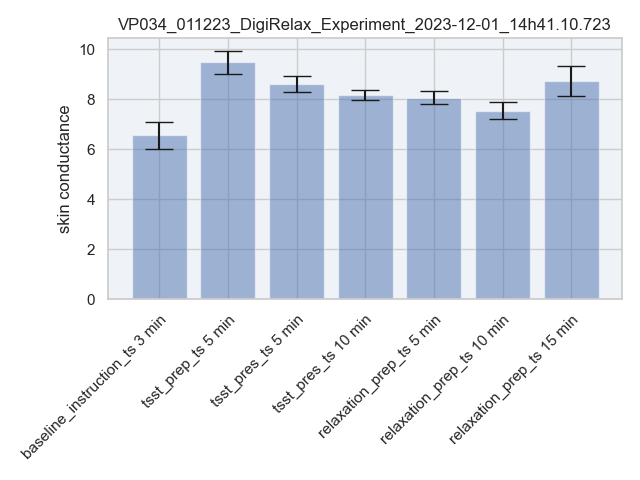 VP034_011223_DigiRelax_Experiment_2023-12-01_14h41.10.723
skin conductance
10
8
6
4
2
0
baseline_instruction_ts 3 min
tsst_prep_ts 5 min
tsst_pres_ts 5 min
tsst_pres_ts 10 min
relaxation_prep_ts 5 min
relaxation_prep_ts 10 min
relaxation_prep_ts 15 min